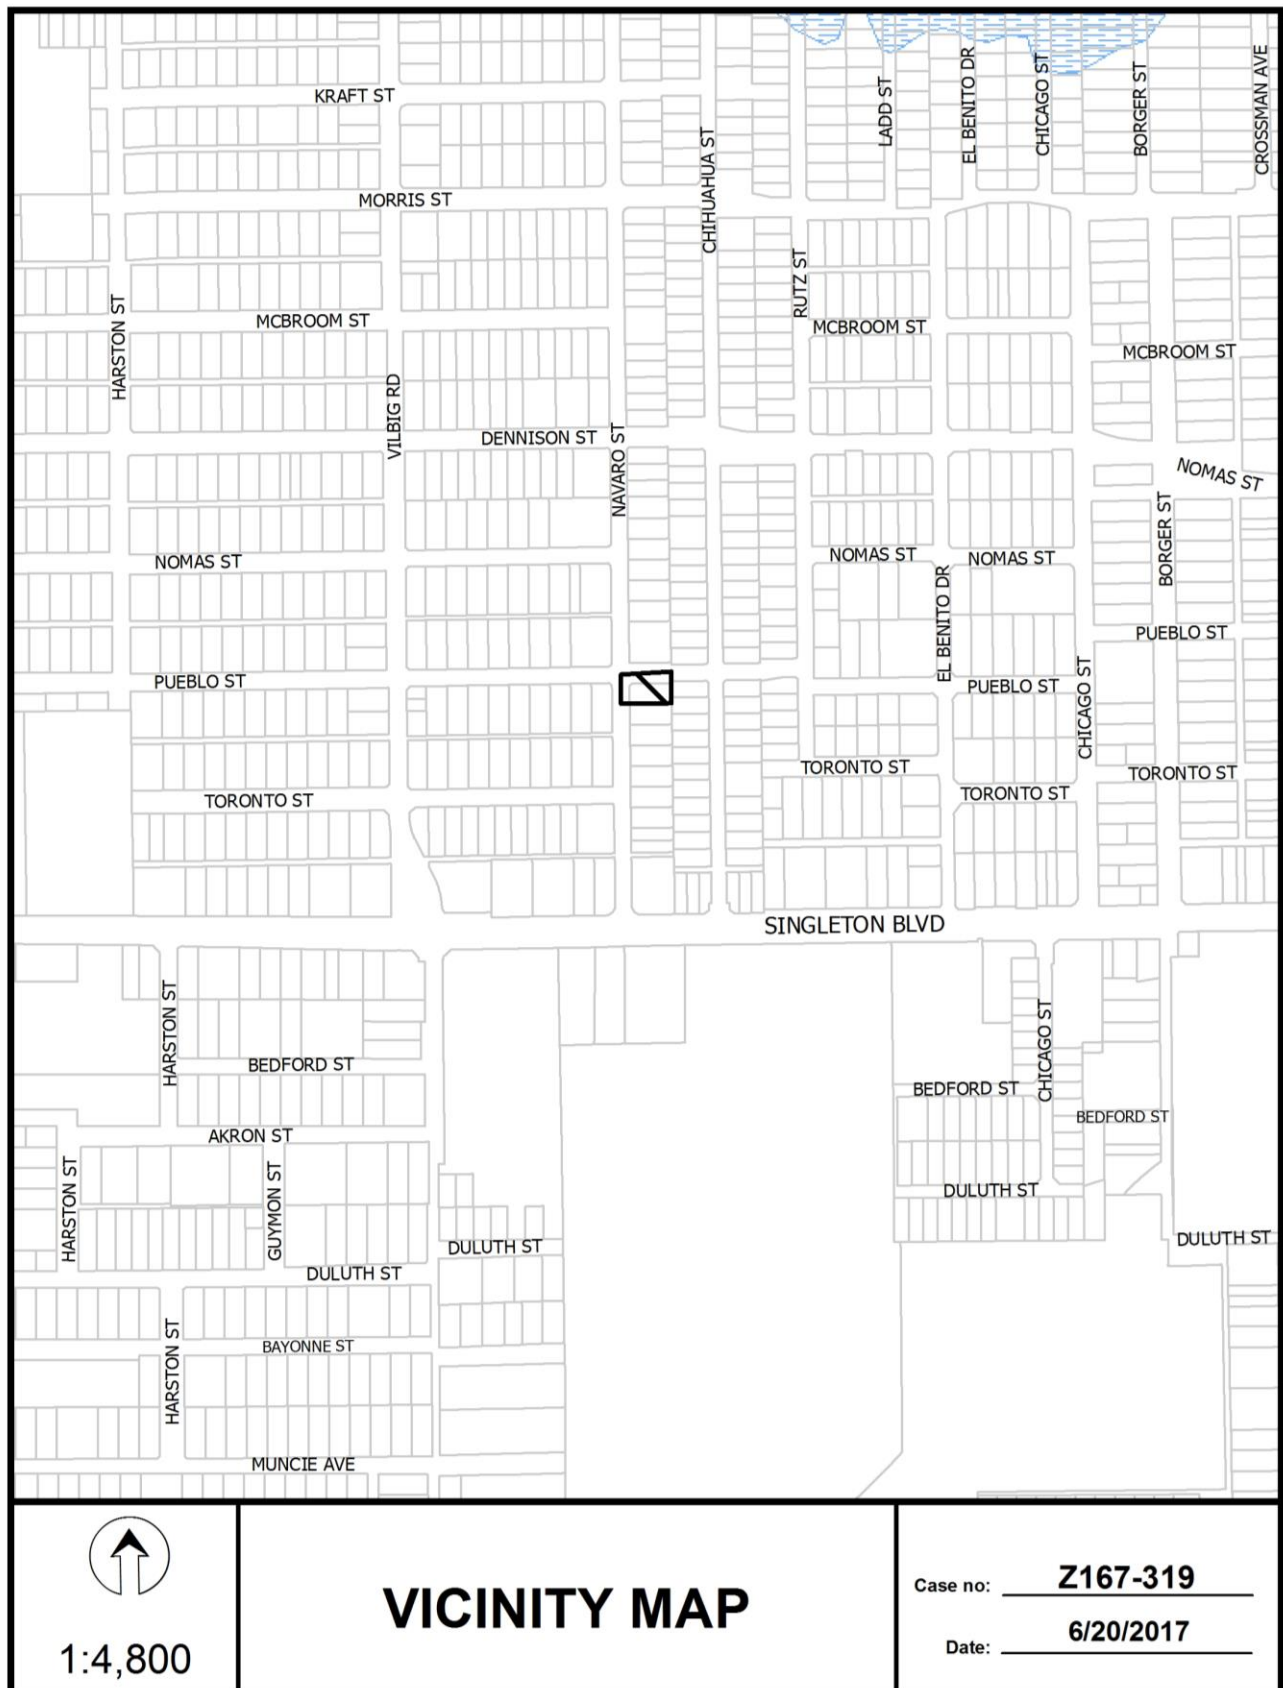 KRAFT ST
LADD ST
EL BENITO DR
CHICAGO ST
BORGER ST
CROSSMAN AVE
CHIHUAHUA ST
MORRIS ST
RUTZ ST
HARSTON ST
MCBROOM ST
MCBROOM ST
MCBROOM ST
VILBIG RD
DENNISON ST
NAVARO ST
NOMAS ST
BORGER ST
NOMAS ST
NOMAS ST
NOMAS ST
EL BENITO DR
PUEBLO ST
PUEBLO ST
PUEBLO ST
CHICAGO ST
TORONTO ST
TORONTO ST
TORONTO ST
TORONTO ST
SINGLETON BLVD
HARSTON ST
BEDFORD ST
CHICAGO ST
BEDFORD ST
BEDFORD ST
AKRON ST
HARSTON ST
GUYMON ST
DULUTH ST
DULUTH ST
DULUTH ST
DULUTH ST
HARSTON ST
BAYONNE ST
MUNCIE AVE
1:4,800
VICINITY MAP
Case no: Z167-319
Date: 6/20/2017